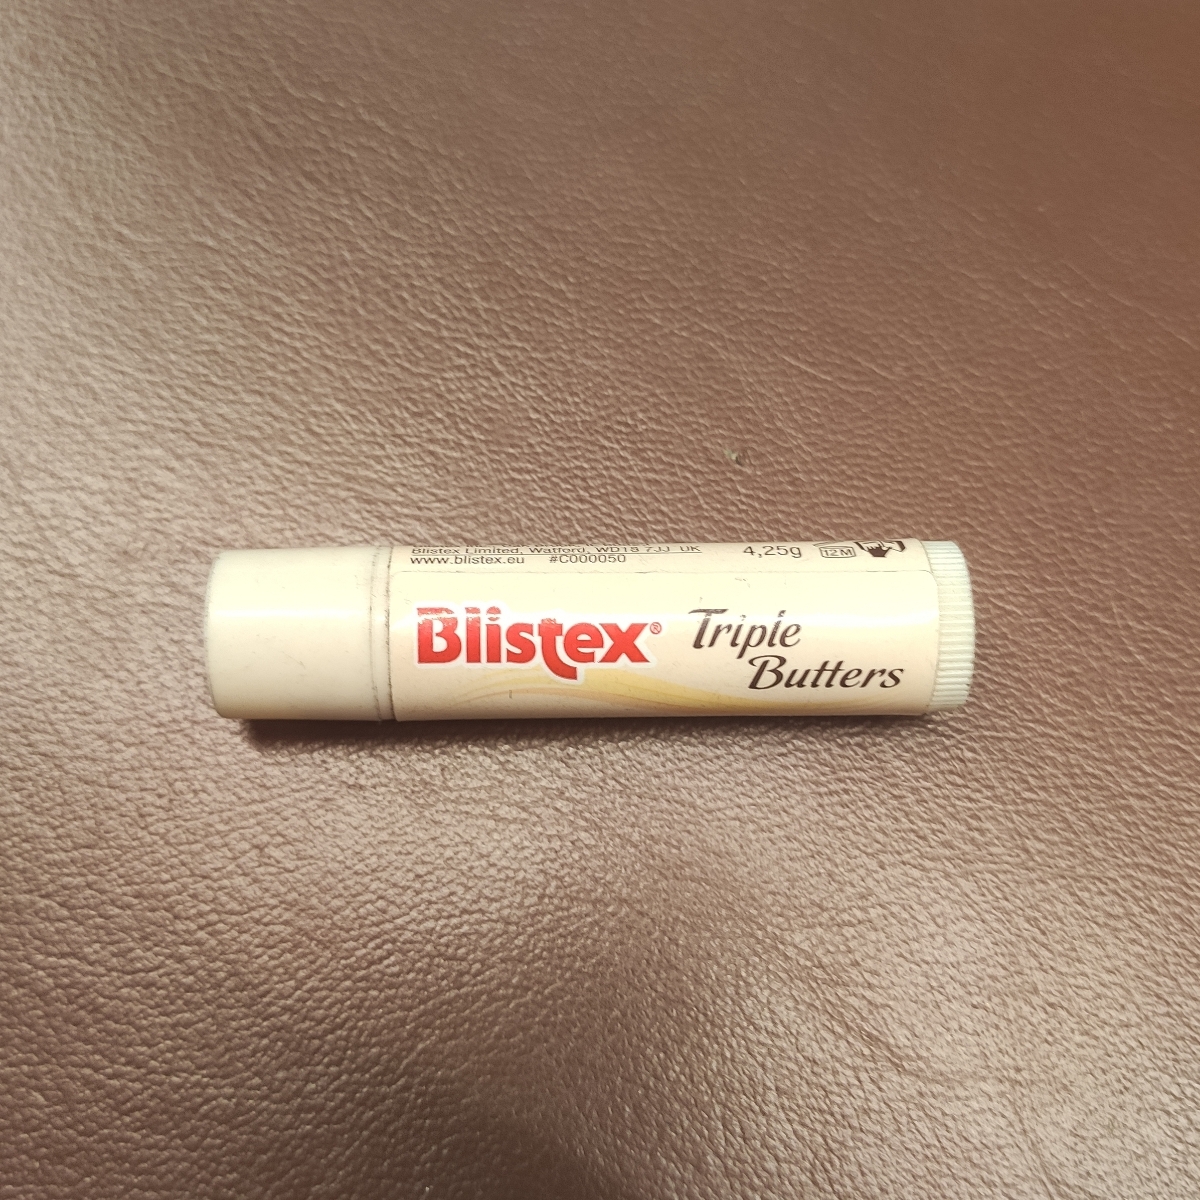 Blistex Limited, Watford, WD18 7JJ UK
www.blistex.eu #C000050 4,25g 12M
Blistex® Triple
Butters